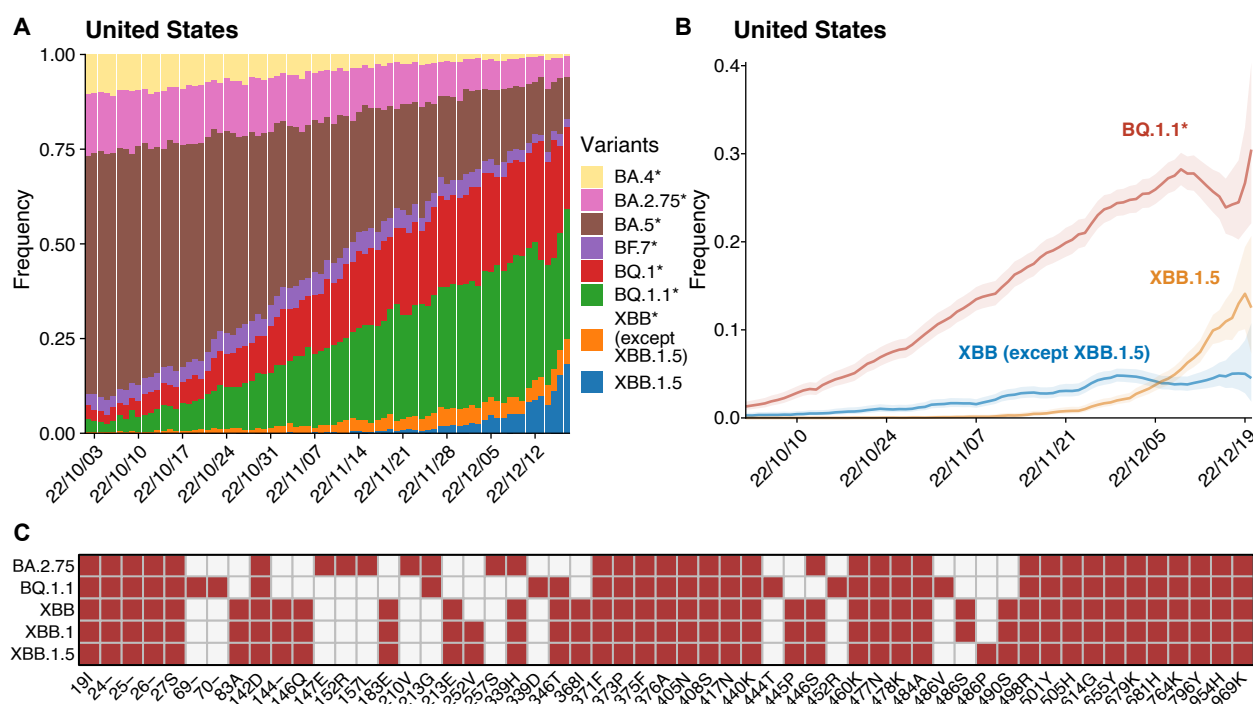 A
United States
1.00
0.75
0.50
0.25
0.00
Frequency
22/10/03
22/10/10
22/10/17
22/10/24
22/10/31
22/11/07
22/11/14
22/11/21
22/11/28
22/12/05
22/12/12
Variants
BA.4*
BA.2.75*
BA.5*
BF.7*
BQ.1*
BQ.1.1*
XBB*
(except
XBB.1.5)
XBB.1.5
B
United States
0.4
0.3
0.2
0.1
0.0
Frequency
BQ.1.1*
XBB.1.5
XBB (except XBB.1.5)
22/10/10
22/10/24
22/11/07
22/11/21
22/12/05
22/12/19
C
BA.2.75
BQ.1.1
XBB
XBB.1
XBB.1.5
19I
24–
25–
26–
27S
69–
70–
83A
142D
144–
146Q
147E
152R
157L
183E
210V
213G
213E
252V
257S
339H
339D
346T
368I
371F
373P
375F
376A
405N
408S
417N
440K
444T
445P
446S
452R
460K
477N
478K
484A
486V
486S
486P
490S
498R
501Y
505H
614G
655Y
679K
681H
764K
796Y
954H
969K